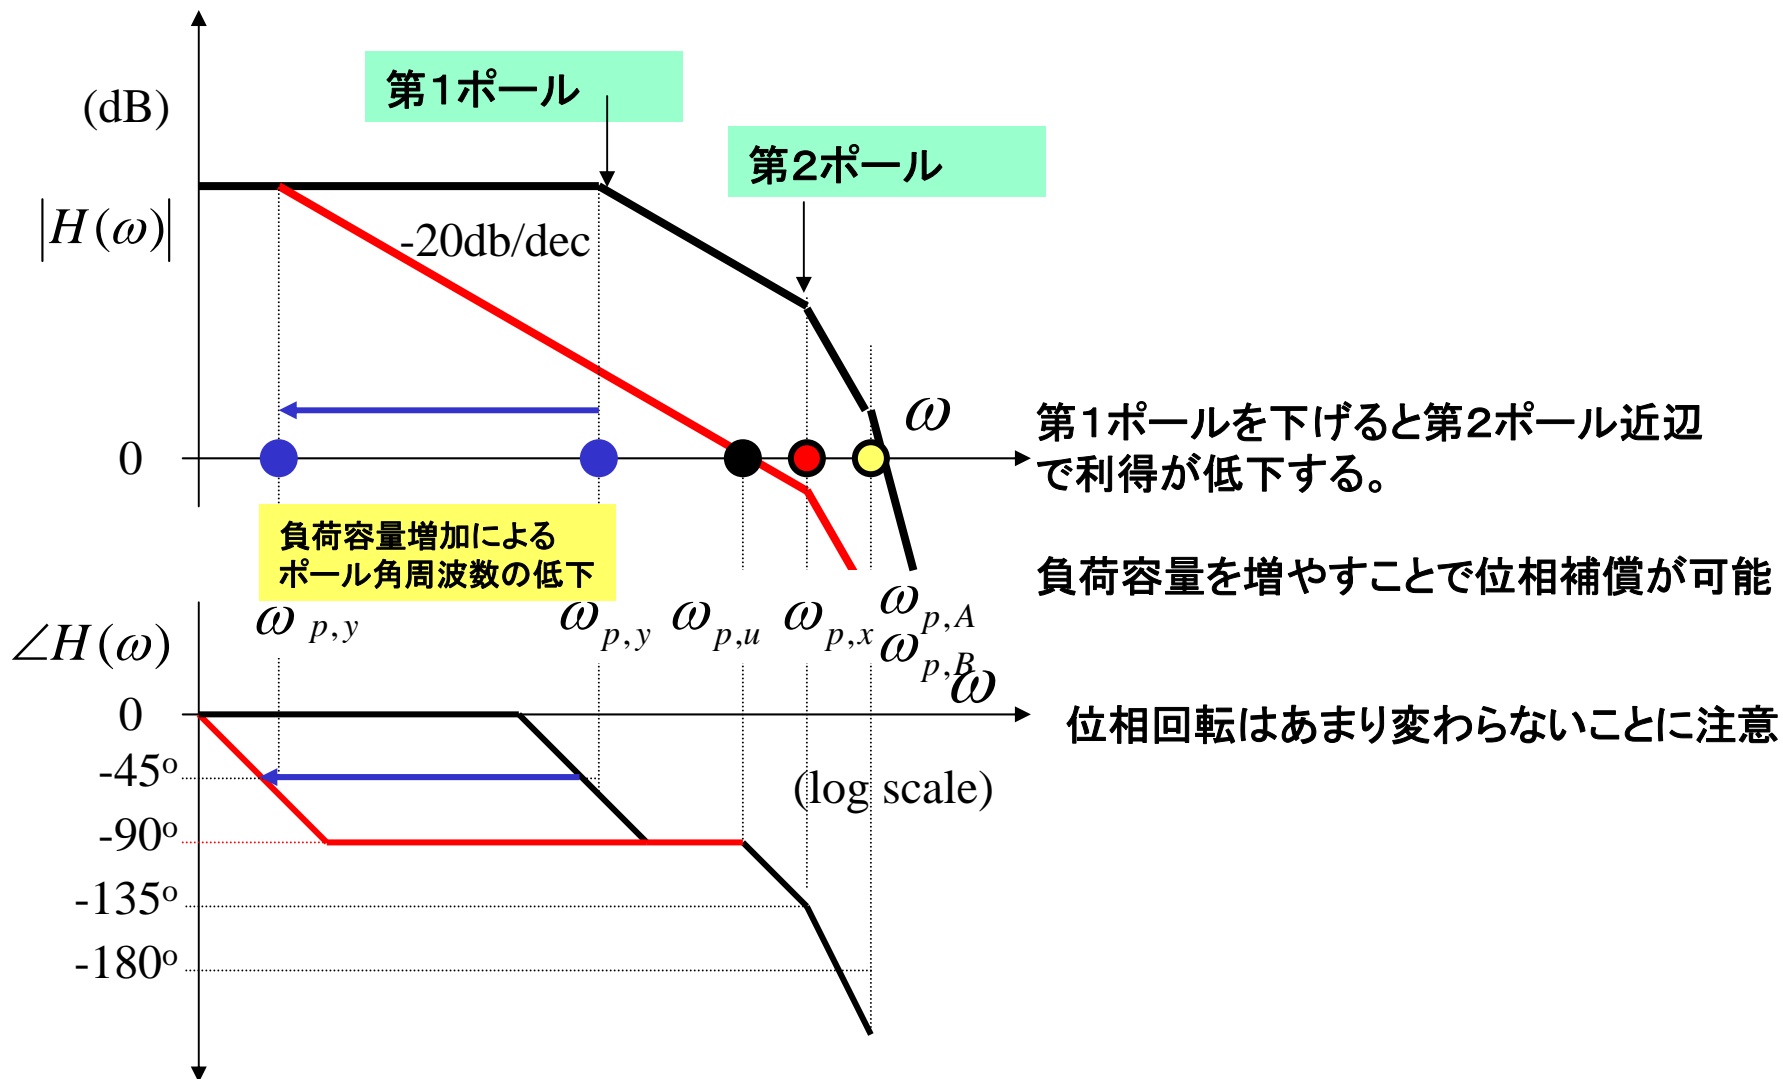 第1ポール
(dB)
第2ポール
|H(ω)|
-20db/dec
ω
第1ポールを下げると第2ポール近辺
で利得が低下する。
0
負荷容量増加による
ポール角周波数の低下
負荷容量を増やすことで位相補償が可能
ω p,y
ω p,y
ω p,u
ω p,x
ω p,A
ω p,B
∠H(ω)
ω
0
位相回転はあまり変わらないことに注意
-45º
(log scale)
-90º
-135º
-180º